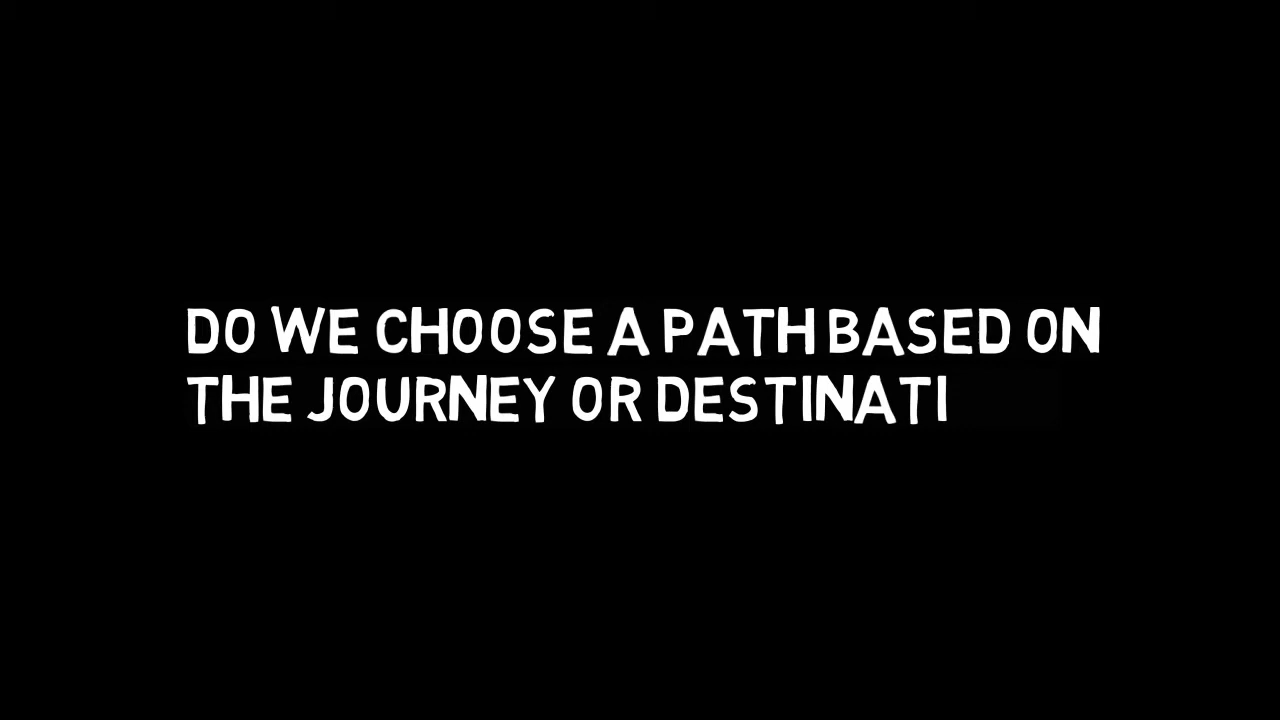 DO WE CHOOSE A PATH BASED ON
THE JOURNEY OR DESTINATI